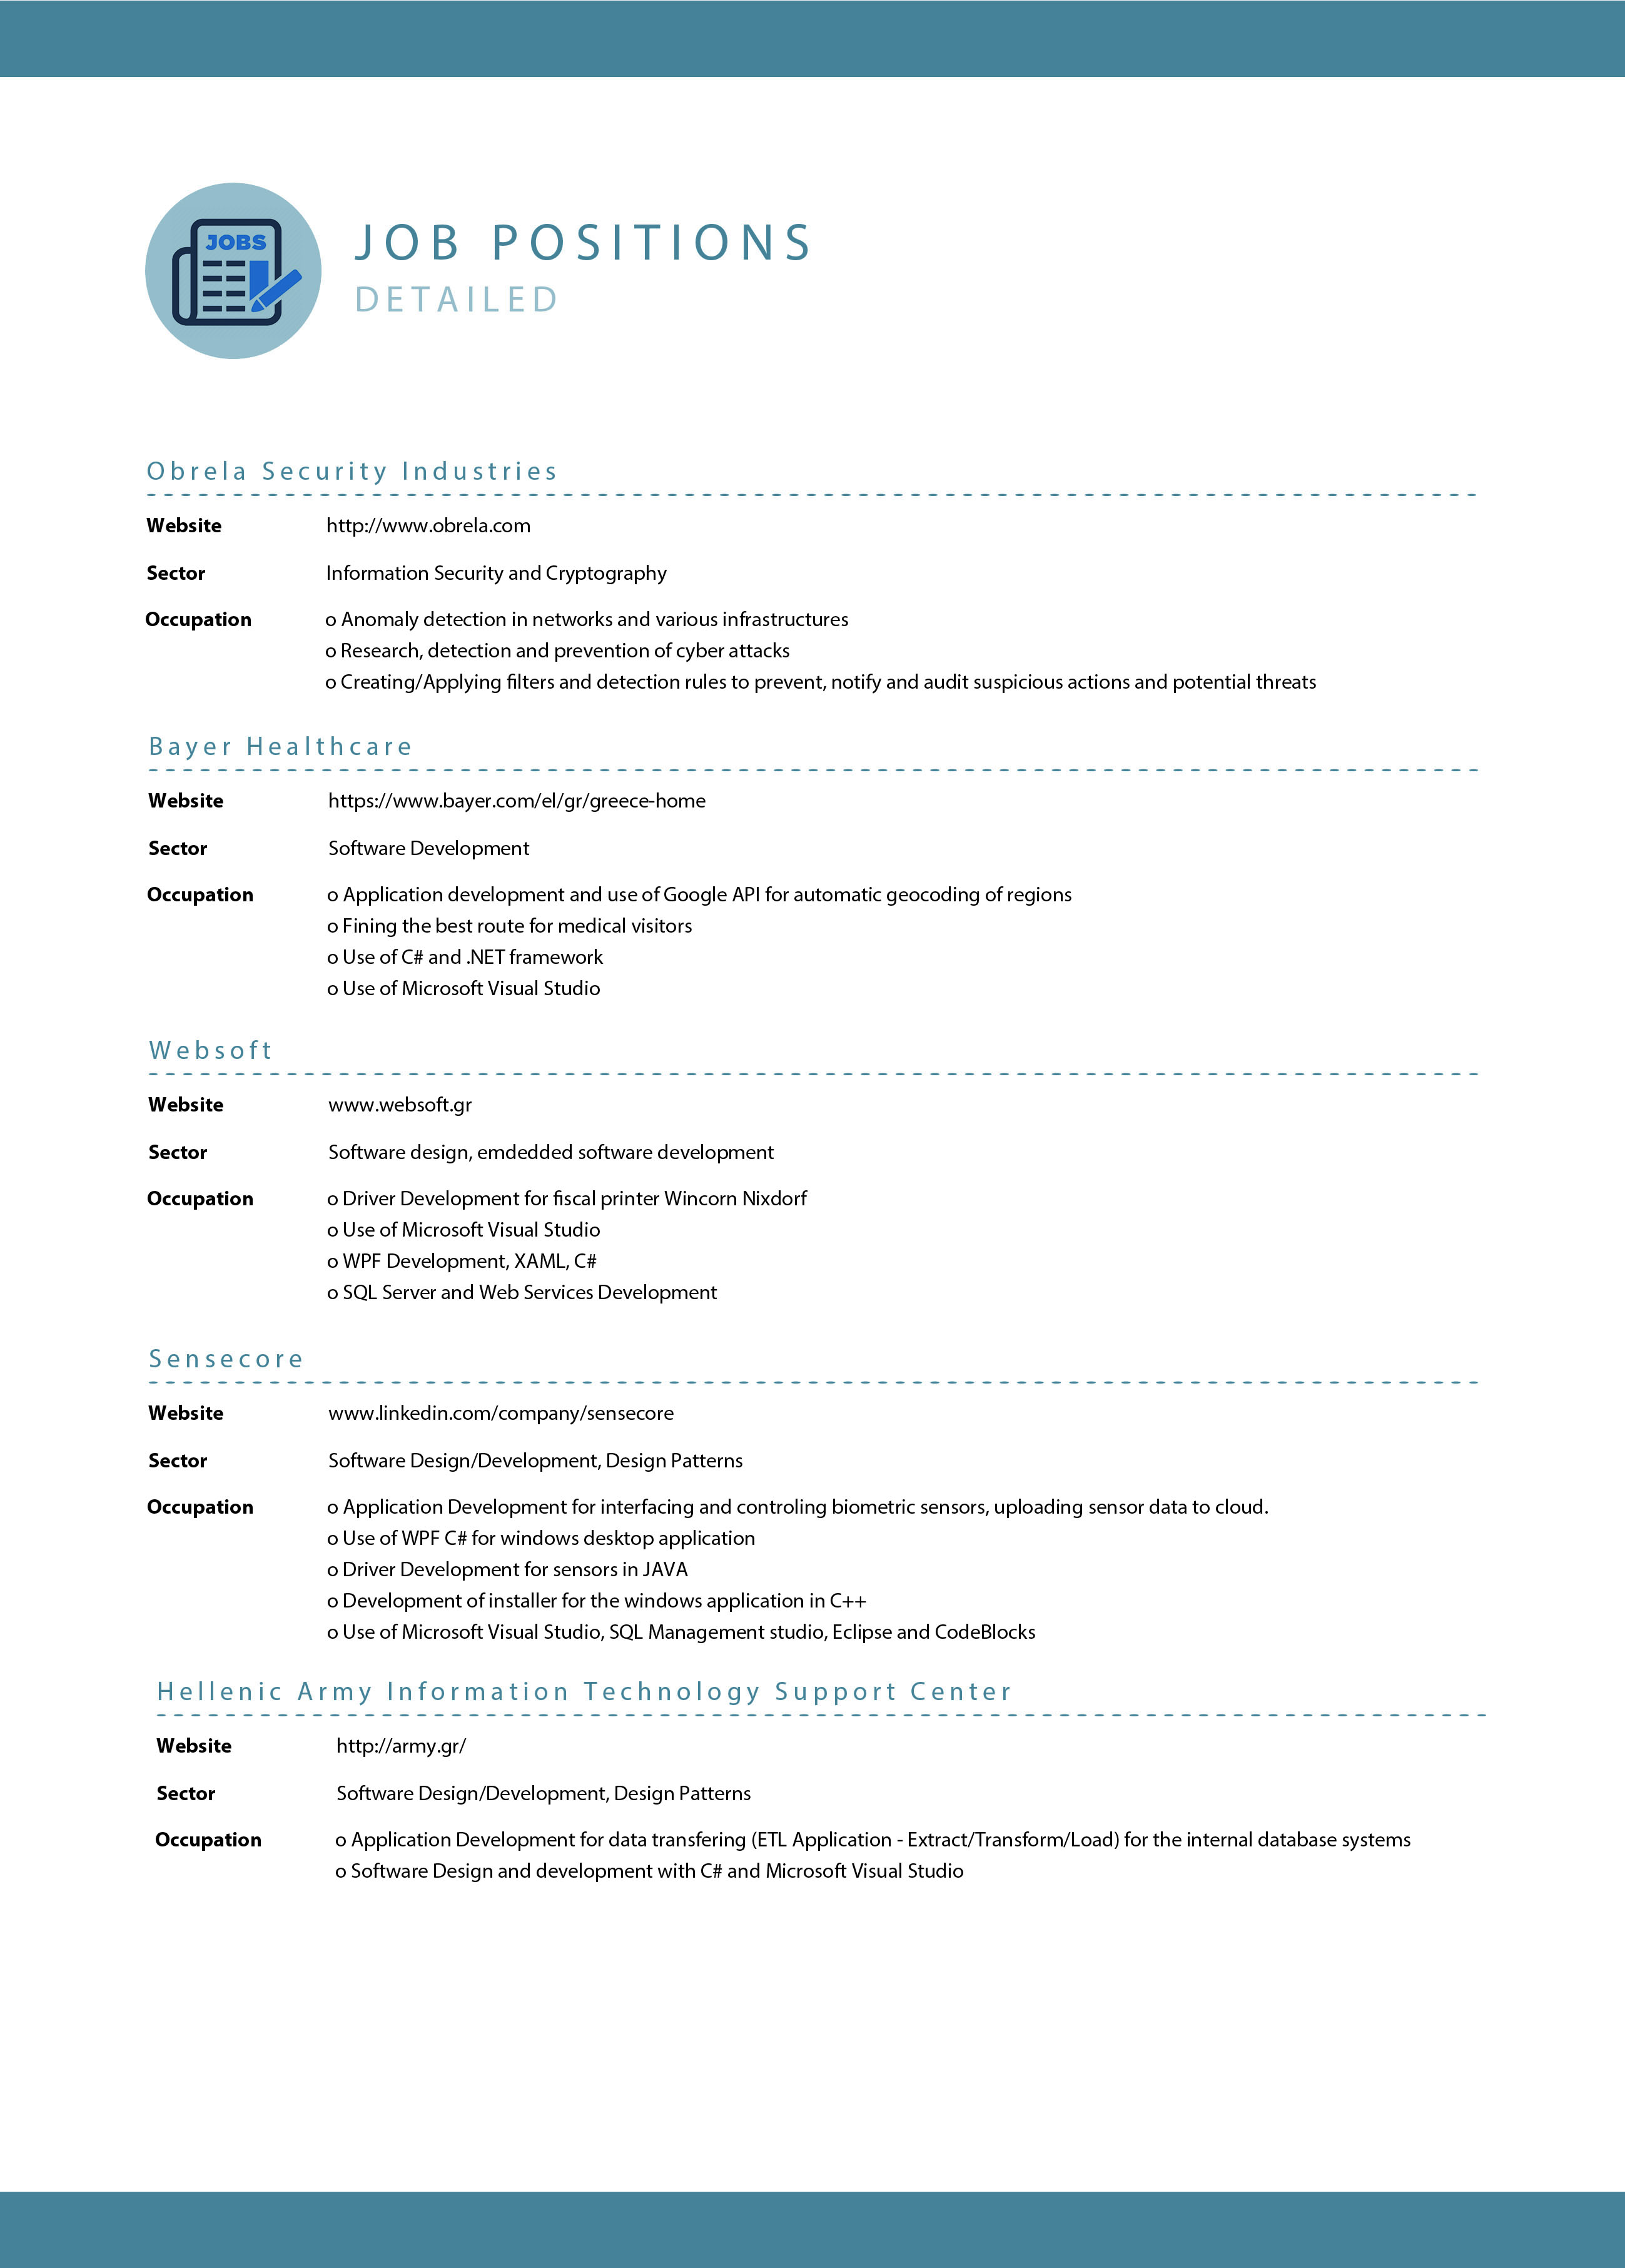 JOBS
JOB POSITIONS
DETAILED
Obrela Security Industries
Website http://www.obrela.com
Sector Information Security and Cryptography
Occupation o Anomaly detection in networks and various infrastructures
o Research, detection and prevention of cyber attacks
o Creating/Applying filters and detection rules to prevent, notify and audit suspicious actions and potential threats
Bayer Healthcare
Website https://www.bayer.com/el/gr/greece-home
Sector Software Development
Occupation o Application development and use of Google API for automatic geocoding of regions
o Fining the best route for medical visitors
o Use of C# and .NET framework
o Use of Microsoft Visual Studio
Websoft
Website www.websoft.gr
Sector Software design, emdedded software development
Occupation o Driver Development for fiscal printer Wincorn Nixdorf
o Use of Microsoft Visual Studio
o WPF Development, XAML, C#
o SQL Server and Web Services Development
Sensecore
Website www.linkedin.com/company/sensecore
Sector Software Design/Development, Design Patterns
Occupation o Application Development for interfacing and controling biometric sensors, uploading sensor data to cloud.
o Use of WPF C# for windows desktop application
o Driver Development for sensors in JAVA
o Development of installer for the windows application in C++
o Use of Microsoft Visual Studio, SQL Management studio, Eclipse and CodeBlocks
Hellenic Army Information Technology Support Center
Website http://army.gr/
Sector Software Design/Development, Design Patterns
Occupation o Application Development for data transfering (ETL Application - Extract/Transform/Load) for the internal database systems
o Software Design and development with C# and Microsoft Visual Studio